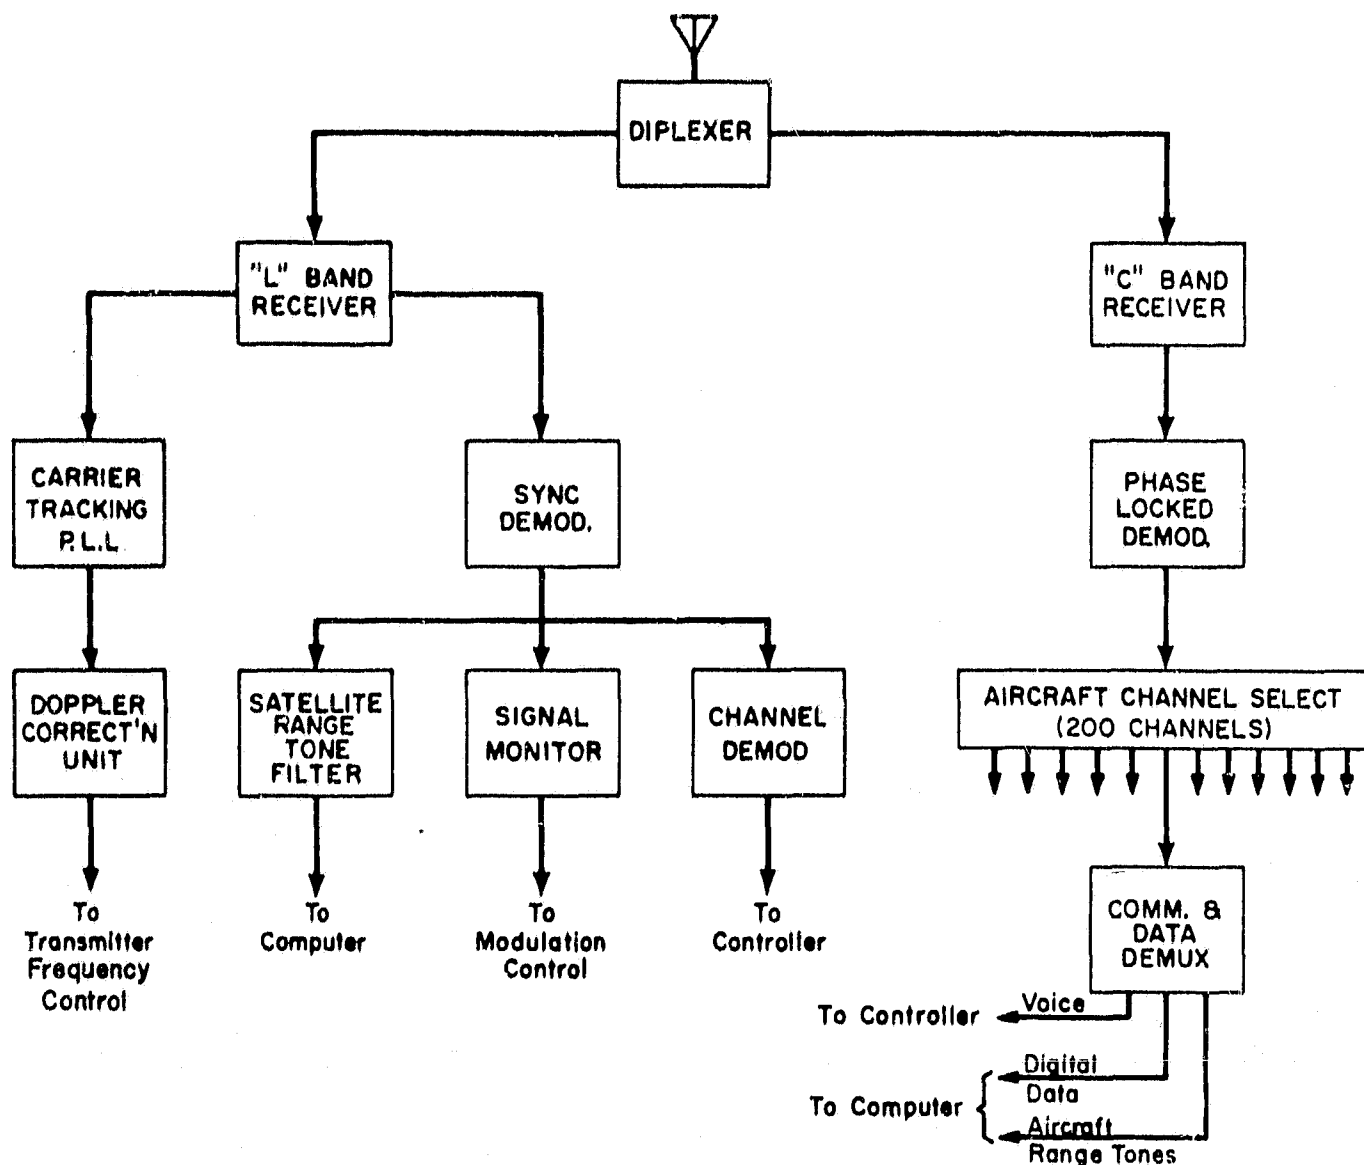 DIPLEXER
"L" BAND
RECEIVER
"C" BAND
RECEIVER
CARRIER
TRACKING
P.L.L
SYNC
DEMOD.
PHASE
LOCKED
DEMOD.
DOPPLER
CORRECT'N
UNIT
SATELLITE
RANGE
TONE
FILTER
SIGNAL
MONITOR
CHANNEL
DEMOD
AIRCRAFT CHANNEL SELECT
(200 CHANNELS)
To
Transmitter
Frequency
Control
To
Computer
To
Modulation
Control
To
Controller
COMM. &
DATA
DEMUX
To Controller
Voice
To Computer
Digital
Data
Aircraft
Range Tones